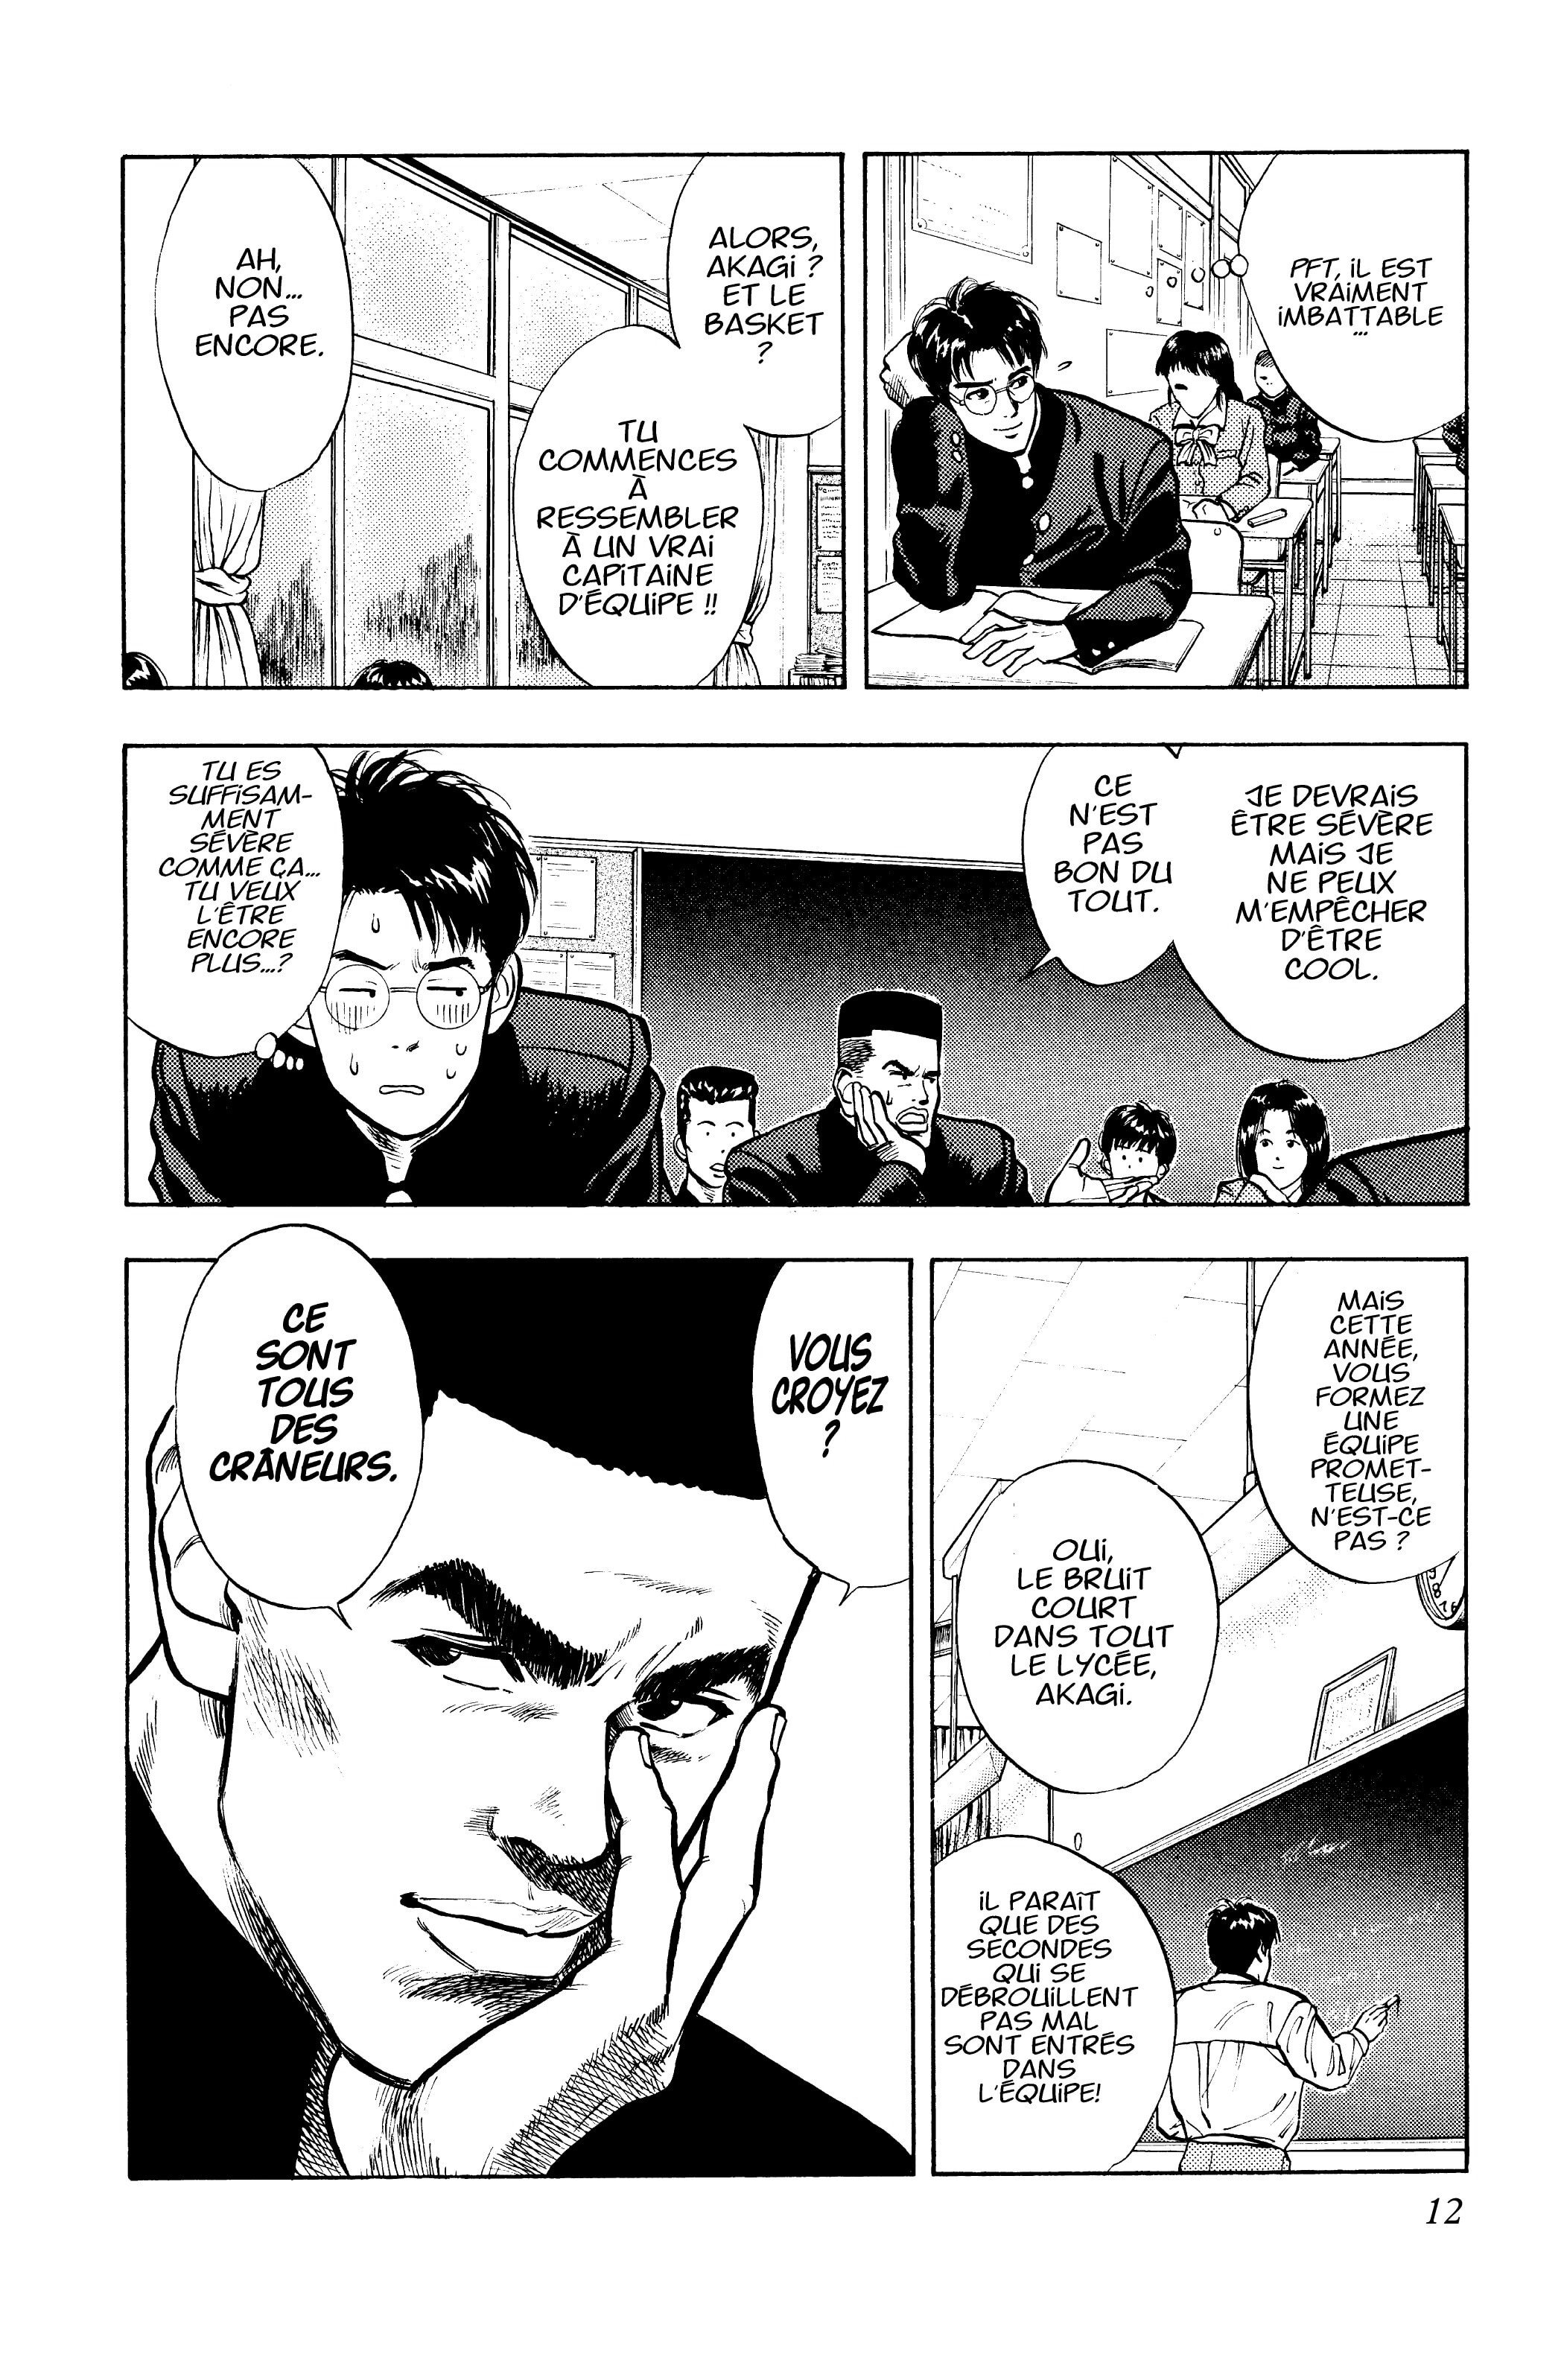 PFT, IL EST
VRAIMENT
IMBATTABLE
...
ALORS,
AKAGI ?
ET LE
BASKET
?
TU
COMMENCES
À
RESSEMBLER
À UN VRAI
CAPITAINE
D'ÉQUIPE !!
AH,
NON...
PAS
ENCORE.
JE DEVRAIS
ÊTRE SÉVÈRE
MAIS JE
NE PEUX
M'EMPÊCHER
D'ÊTRE
COOL.
CE
N'EST
PAS
BON DU
TOUT.
TU ES
SUFFISAM-
MENT
SÉVÈRE
COMME ÇA...
TU VEUX
L'ÊTRE
ENCORE
PLUS...?
MAIS
CETTE
ANNÉE,
VOUS
FORMEZ
UNE
ÉQUIPE
PROMET-
TEUSE,
N'EST-CE
PAS ?
OUI,
LE BRUIT
COURT
DANS TOUT
LE LYCÉE,
AKAGI.
IL PARAÎT
QUE DES
SECONDES
QUI SE
DÉBROUILLENT
PAS MAL
SONT ENTRÉS
DANS
L'ÉQUIPE!
VOUS
CROYEZ
?
CE
SONT
TOUS
DES
CRÂNEURS.
12